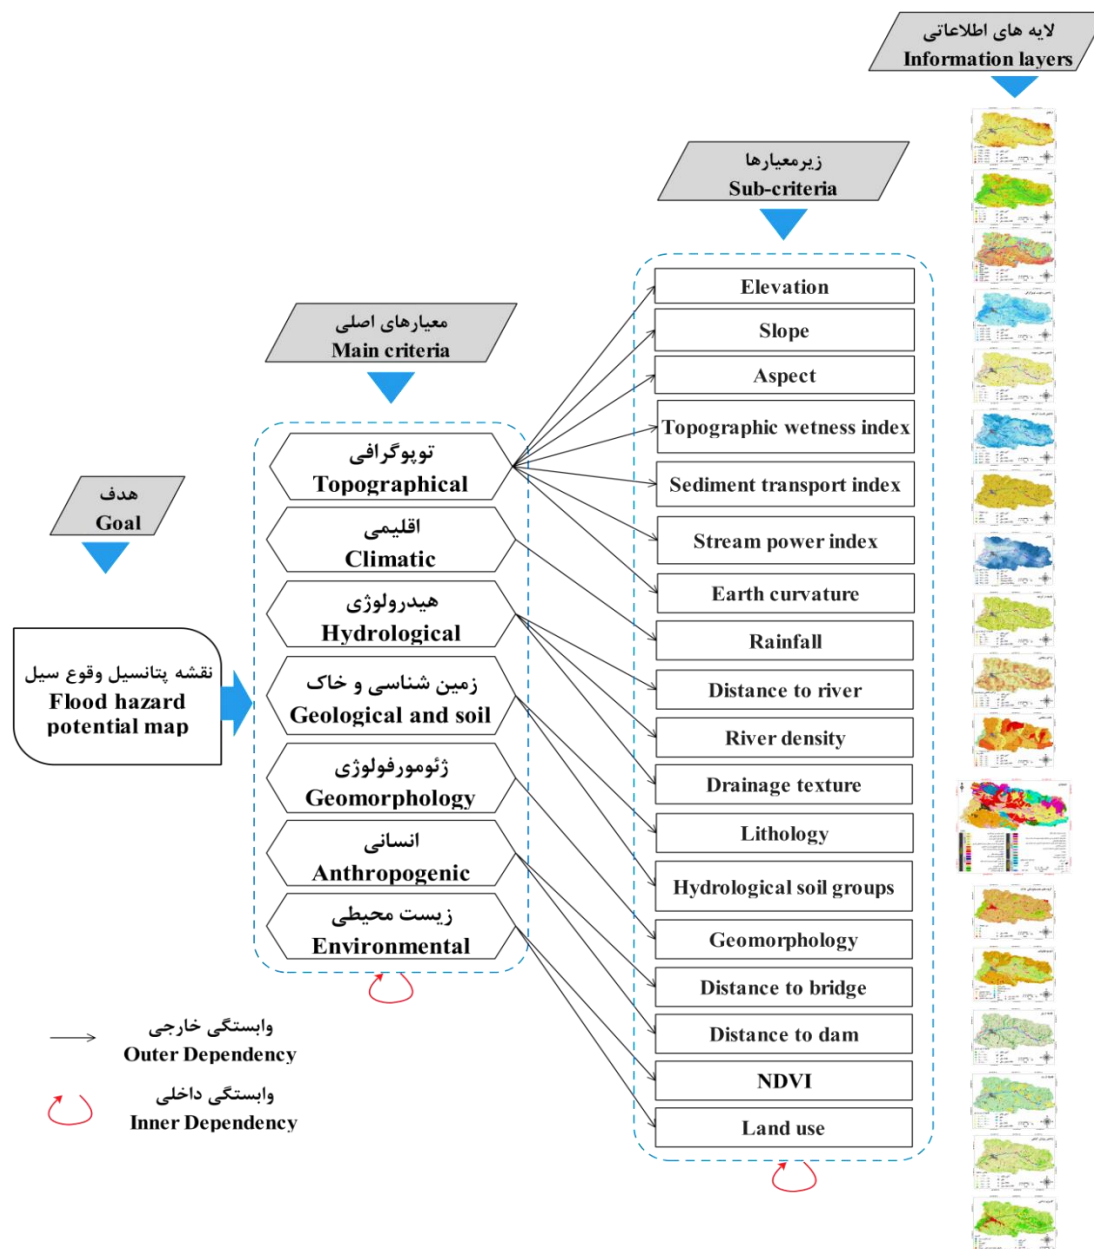 لایه های اطلاعاتی
Information layers
زیرمعیارها
Sub-criteria
معیارهای اصلی
Main criteria
هدف
Goal
نقشه پتانسیل وقوع سیل
Flood hazard
potential map
توپوگرافی
Topographical
اقلیمی
Climatic
هیدرولوژی
Hydrological
زمین شناسی و خاک
Geological and soil
ژئومورفولوژی
Geomorphology
انسانی
Anthropogenic
زیست محیطی
Environmental
Elevation
Slope
Aspect
Topographic wetness index
Sediment transport index
Stream power index
Earth curvature
Rainfall
Distance to river
River density
Drainage texture
Lithology
Hydrological soil groups
Geomorphology
Distance to bridge
Distance to dam
NDVI
Land use
وابستگی خارجی
Outer Dependency
وابستگی داخلی
Inner Dependency